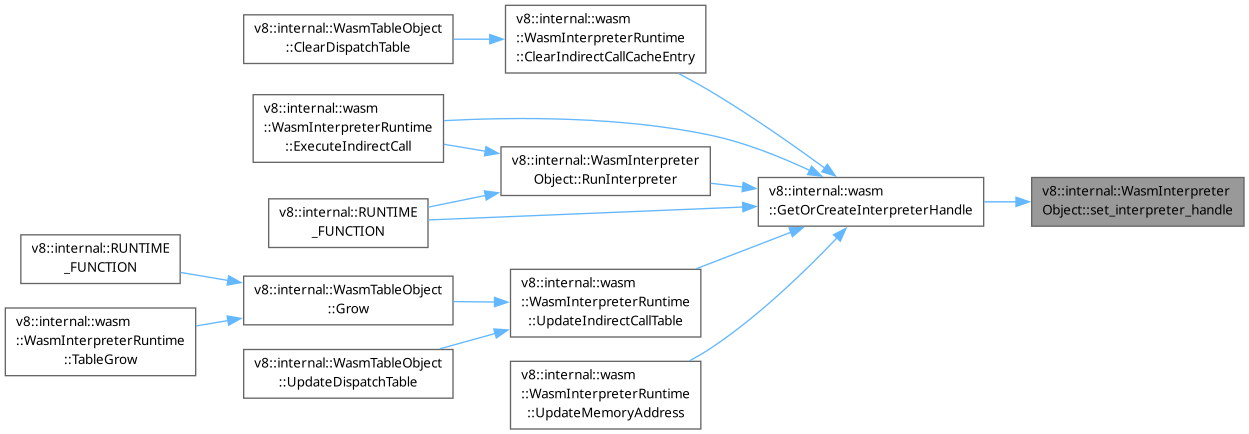 v8::internal::WasmTableObject
::ClearDispatchTable
v8::internal::wasm
::WasmInterpreterRuntime
::ClearIndirectCallCacheEntry
v8::internal::wasm
::WasmInterpreterRuntime
::ExecuteIndirectCall
v8::internal::WasmInterpreter
Object::RunInterpreter
v8::internal::wasm
::GetOrCreateInterpreterHandle
v8::internal::WasmInterpreter
Object::set_interpreter_handle
v8::internal::RUNTIME
_FUNCTION
v8::internal::RUNTIME
_FUNCTION
v8::internal::WasmTableObject
::Grow
v8::internal::wasm
::WasmInterpreterRuntime
::UpdateIndirectCallTable
v8::internal::wasm
::WasmInterpreterRuntime
::TableGrow
v8::internal::WasmTableObject
::UpdateDispatchTable
v8::internal::wasm
::WasmInterpreterRuntime
::UpdateMemoryAddress